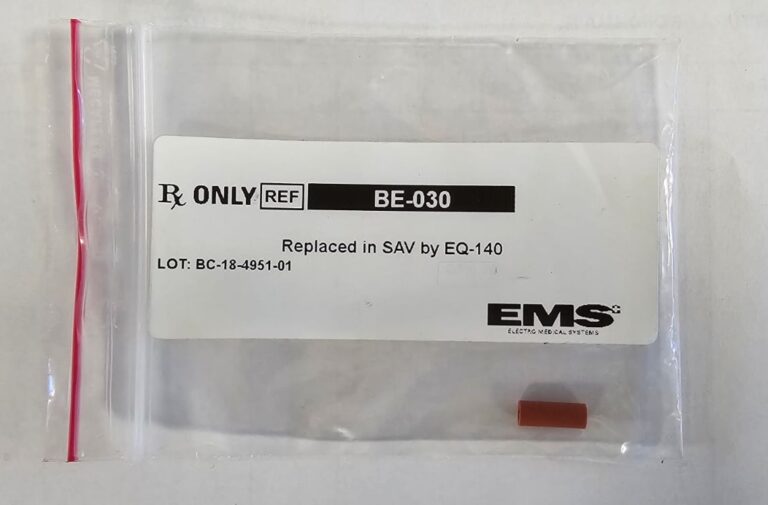 Rx ONLY REF BE-030
Replaced in SAV by EQ-140
LOT: BC-18-4951-01
EMS+
ELECTRO MEDICAL SYSTEMS